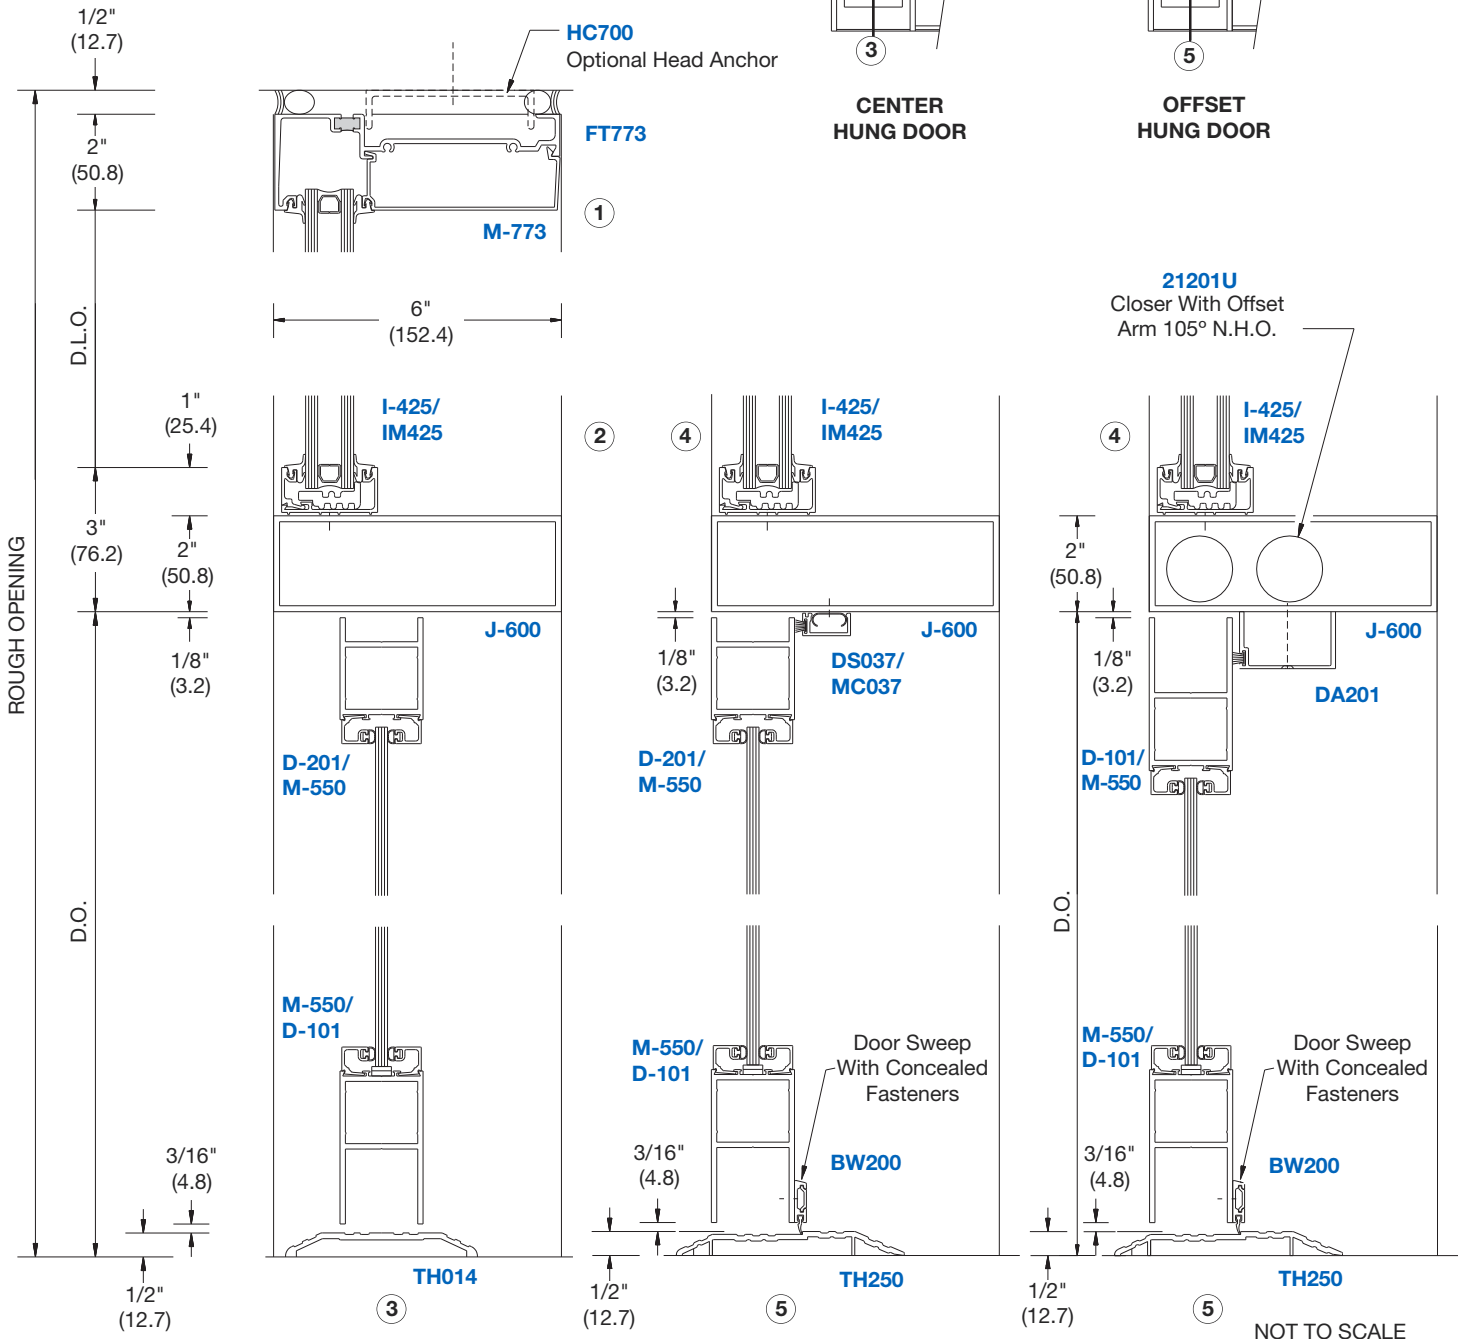 1/2"
(12.7)
HC700
Optional Head Anchor
3
5
CENTER
HUNG DOOR
OFFSET
HUNG DOOR
FT773
2"
(50.8)
1
M-773
21201U
Closer With Offset
Arm 105º N.H.O.
6"
(152.4)
D.L.O.
ROUGH OPENING
1"
(25.4)
I-425/
IM425
2
4
I-425/
IM425
4
I-425/
IM425
3"
(76.2)
2"
(50.8)
2"
(50.8)
J-600
J-600
J-600
1/8"
(3.2)
1/8"
(3.2)
DS037/
MC037
1/8"
(3.2)
DA201
D-201/
M-550
D-201/
M-550
D-101/
M-550
D.O.
D.O.
M-550/
D-101
M-550/
D-101
Door Sweep
With Concealed
Fasteners
M-550/
D-101
Door Sweep
With Concealed
Fasteners
3/16"
(4.8)
3/16"
(4.8)
BW200
3/16"
(4.8)
BW200
TH014
TH250
TH250
1/2"
(12.7)
3
1/2"
(12.7)
5
1/2"
(12.7)
5
NOT TO SCALE